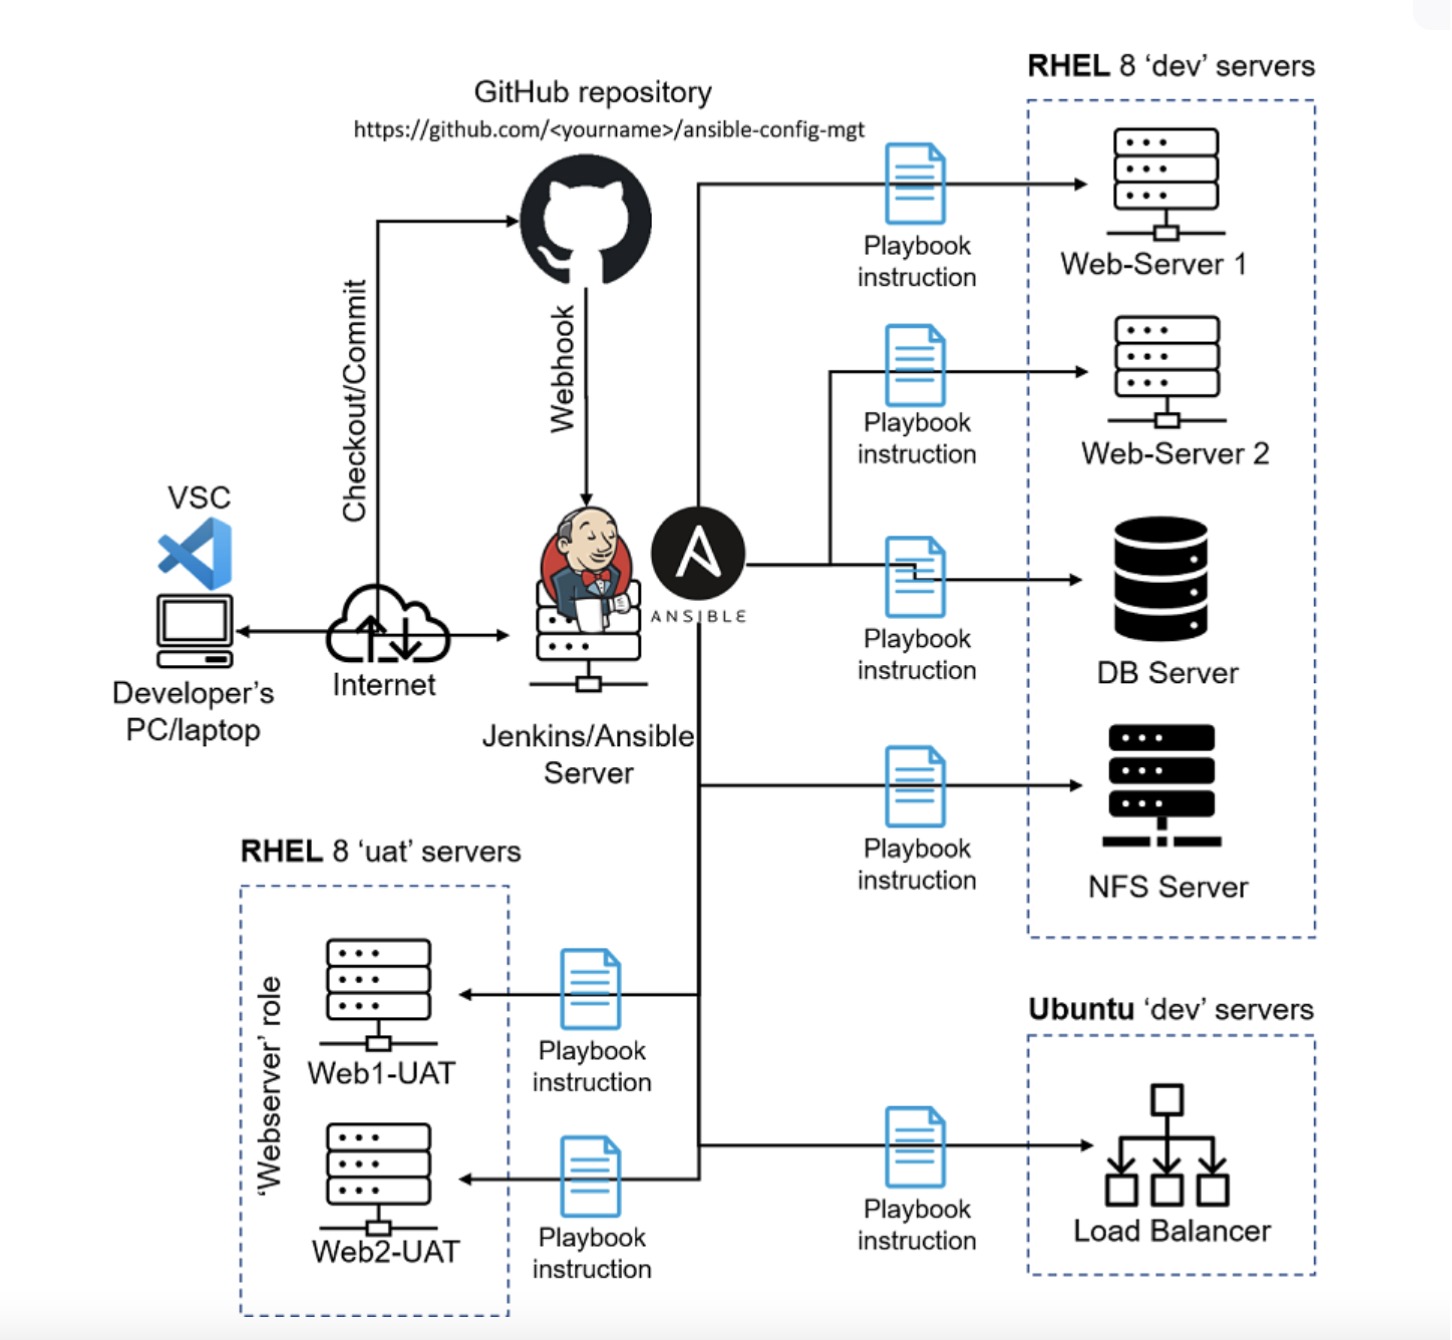 RHEL 8 ‘dev’ servers
GitHub repository
https://github.com/<yourname>/ansible-config-mgt
Playbook
instruction
Web-Server 1
Checkout/Commit
Webhook
Playbook
instruction
Web-Server 2
VSC
ANSIBLE
Playbook
instruction
DB Server
Developer’s
PC/laptop
Internet
Jenkins/Ansible
Server
Playbook
instruction
NFS Server
RHEL 8 ‘uat’ servers
‘Webserver’ role
Web1-UAT
Playbook
instruction
Web2-UAT
Playbook
instruction
Ubuntu ‘dev’ servers
Playbook
instruction
Load Balancer